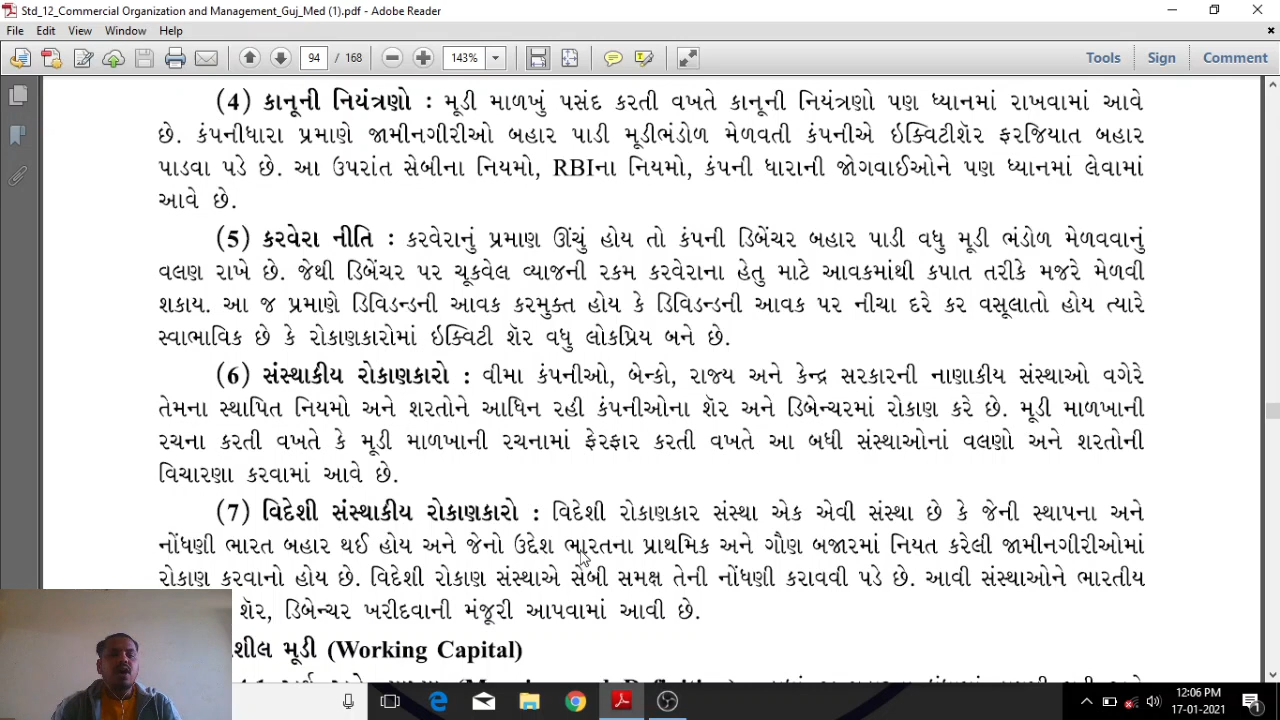 Std_12_Commercial Organization and Management_Guj_Med (1).pdf - Adobe Reader
File Edit View Window Help
94 / 168 143% Tools Sign Comment
(4) કાનૂની નિયંત્રણો : મૂડી માળખું પસંદ કરતી વખતે કાનૂની નિયંત્રણો પણ ધ્યાનમાં રાખવામાં આવે
છે. કંપનીધારા પ્રમાણે જામીનગીરીઓ બહાર પાડી મૂડીભંડોળ મેળવતી કંપનીએ ઇક્વિટીશૅર ફરજિયાત બહાર
પાડવા પડે છે. આ ઉપરાંત સેબીના નિયમો, RBIના નિયમો, કંપની ધારાની જોગવાઈઓને પણ ધ્યાનમાં લેવામાં
આવે છે.
(5) કરવેરા નીતિ : કરવેરાનું પ્રમાણ ઊંચું હોય તો કંપની ડિબેંચર બહાર પાડી વધુ મૂડી ભંડોળ મેળવવાનું
વલણ રાખે છે. જેથી ડિબેંચર પર ચૂકવેલ વ્યાજની રકમ કરવેરાના હેતુ માટે આવકમાંથી કપાત તરીકે મજરે મેળવી
શકાય. આ જ પ્રમાણે ડિવિડન્ડની આવક કરમુક્ત હોય કે ડિવિડન્ડની આવક પર નીચા દરે કર વસૂલાતો હોય ત્યારે
સ્વાભાવિક છે કે રોકાણકારોમાં ઇક્વિટી શૅર વધુ લોકપ્રિય બને છે.
(6) સંસ્થાકીય રોકાણકારો : વીમા કંપનીઓ, બેન્કો, રાજ્ય અને કેન્દ્ર સરકારની નાણાકીય સંસ્થાઓ વગેરે
તેમના સ્થાપિત નિયમો અને શરતોને આધિન રહી કંપનીઓના શૅર અને ડિબેન્ચરમાં રોકાણ કરે છે. મૂડી માળખાની
રચના કરતી વખતે કે મૂડી માળખાની રચનામાં ફેરફાર કરતી વખતે આ બધી સંસ્થાઓનાં વલણો અને શરતોની
વિચારણા કરવામાં આવે છે.
(7) વિદેશી સંસ્થાકીય રોકાણકારો : વિદેશી રોકાણકાર સંસ્થા એક એવી સંસ્થા છે કે જેની સ્થાપના અને
નોંધણી ભારત બહાર થઈ હોય અને જેનો ઉદેશ ભારતના પ્રાથમિક અને ગૌણ બજારમાં નિયત કરેલી જામીનગીરીઓમાં
રોકાણ કરવાનો હોય છે. વિદેશી રોકાણ સંસ્થાએ સેબી સમક્ષ તેની નોંધણી કરાવવી પડે છે. આવી સંસ્થાઓને ભારતીય
શૅર, ડિબેન્ચર ખરીદવાની મંજૂરી આપવામાં આવી છે.
શીલ મૂડી (Working Capital)
12:06 PM
17-01-2021